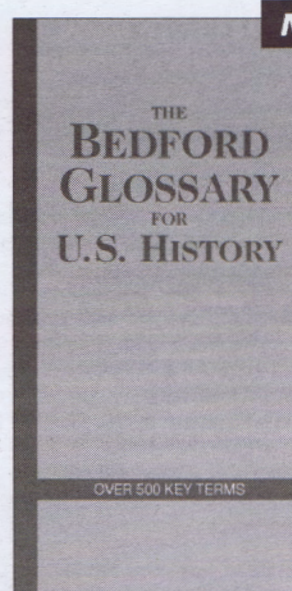 THE
BEDFORD
GLOSSARY
FOR
U.S. HISTORY
OVER 500 KEY TERMS